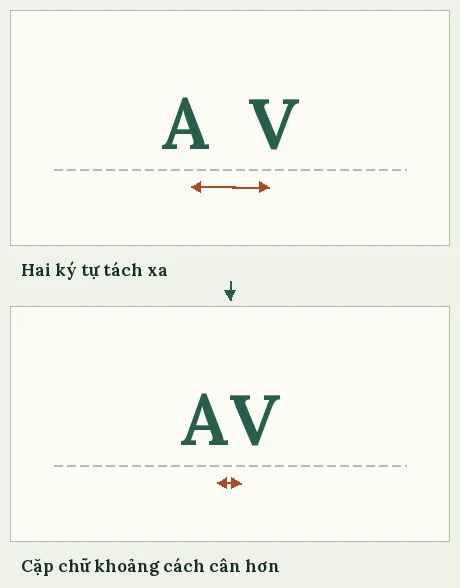 A V
Hai ký tự tách xa
AV
Cặp chữ khoảng cách cân hơn